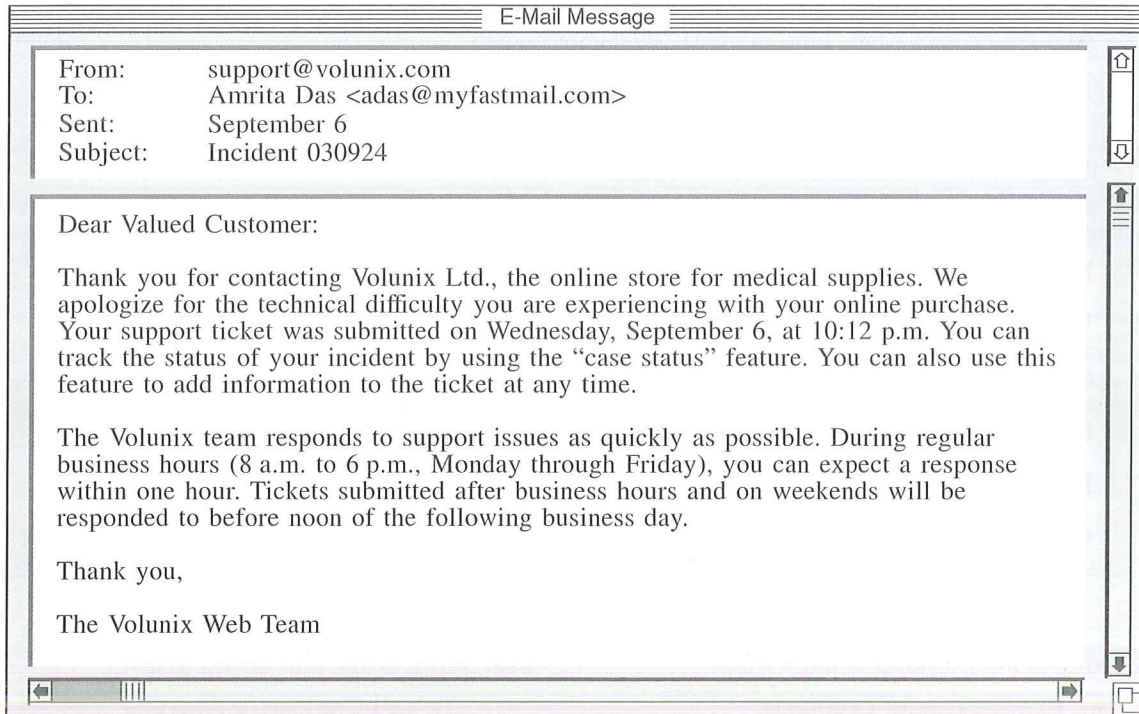 E-Mail Message
From: support@volunix.com
To: Amrita Das <adas@myfastmail.com>
Sent: September 6
Subject: Incident 030924
Dear Valued Customer:
Thank you for contacting Volunix Ltd., the online store for medical supplies. We
apologize for the technical difficulty you are experiencing with your online purchase.
Your support ticket was submitted on Wednesday, September 6, at 10:12 p.m. You can
track the status of your incident by using the “case status” feature. You can also use this
feature to add information to the ticket at any time.
The Volunix team responds to support issues as quickly as possible. During regular
business hours (8 a.m. to 6 p.m., Monday through Friday), you can expect a response
within one hour. Tickets submitted after business hours and on weekends will be
responded to before noon of the following business day.
Thank you,
The Volunix Web Team